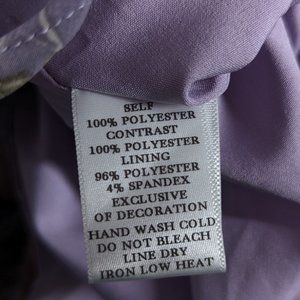 SELF
100% POLYESTER
CONTRAST
100% POLYESTER
LINING
96% POLYESTER
4% SPANDEX
EXCLUSIVE
OF DECORATION
HAND WASH COLD
DO NOT BLEACH
LINE DRY
IRON LOW HEAT